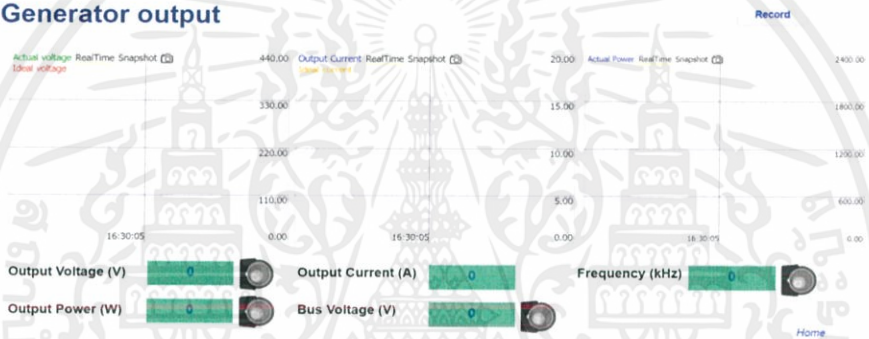 Generator output
Record
Actual voltage RealTime Snapshot
Ideal voltage
440.00
330.00
220.00
110.00
0.00
16:30:05
Output Current RealTime Snapshot
Ideal current
20.00
15.00
10.00
5.00
0.00
16:30:05
Actual Power RealTime Snapshot
2400.00
1800.00
1200.00
600.00
0.00
16:30:05
Output Voltage (V) 0
Output Current (A) 0
Frequency (kHz) 0
Output Power (W) 0
Bus Voltage (V) 0
Home